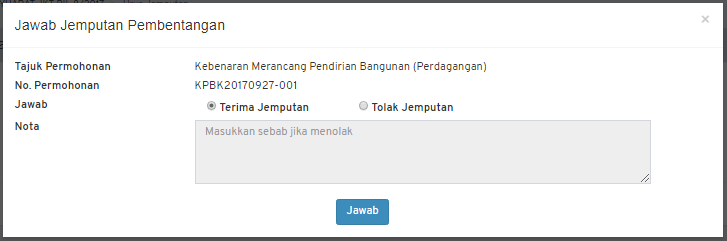 Jawab Jemputan Pembentangan ×
Tajuk Permohonan Kebenaran Merancang Pendirian Bangunan (Perdagangan)
No. Permohonan KPBK20170927-001
Jawab Terima Jemputan Tolak Jemputan
Nota Masukkan sebab jika menolak
Jawab